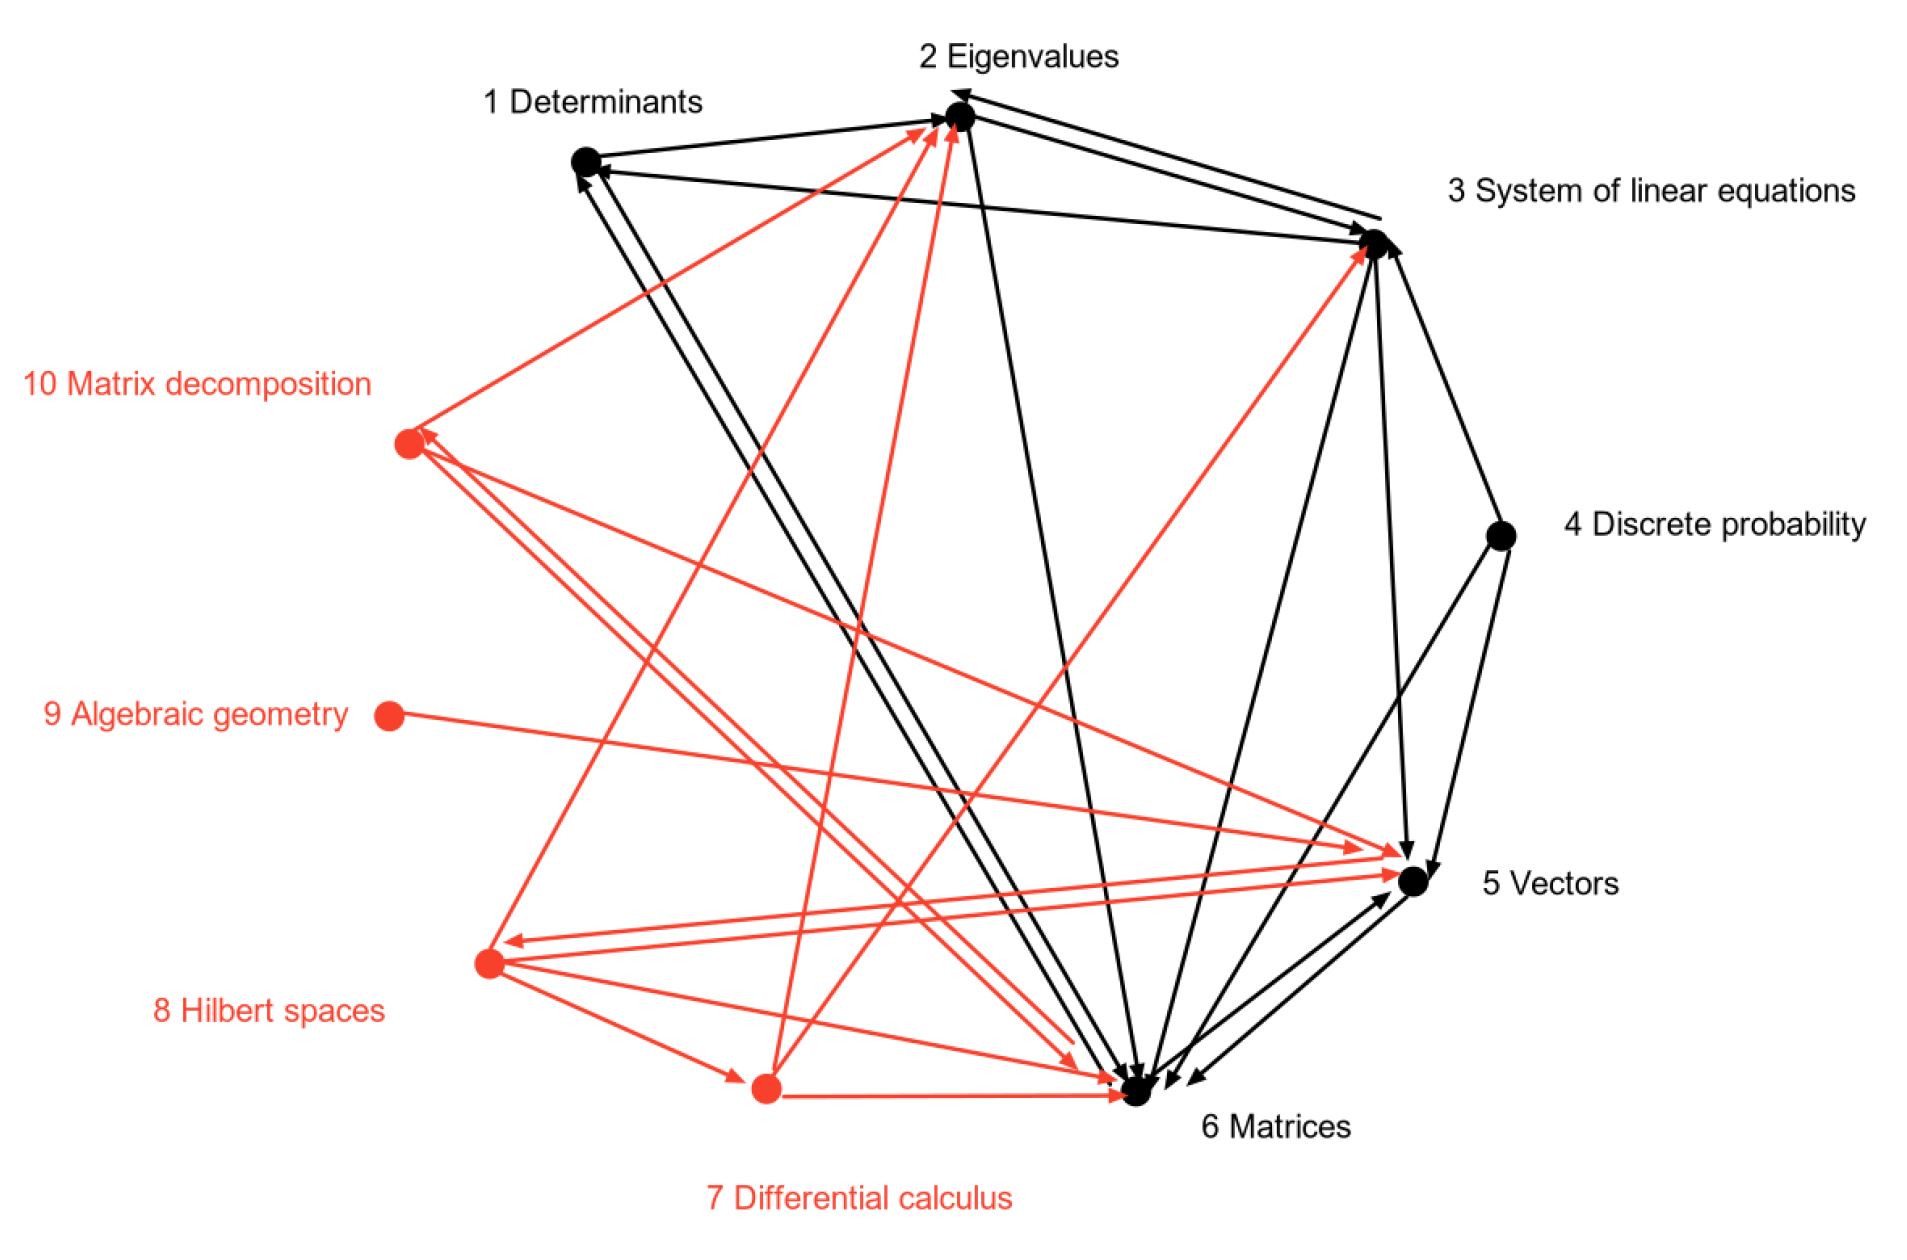 2 Eigenvalues
1 Determinants
3 System of linear equations
10 Matrix decomposition
4 Discrete probability
9 Algebraic geometry
5 Vectors
8 Hilbert spaces
6 Matrices
7 Differential calculus